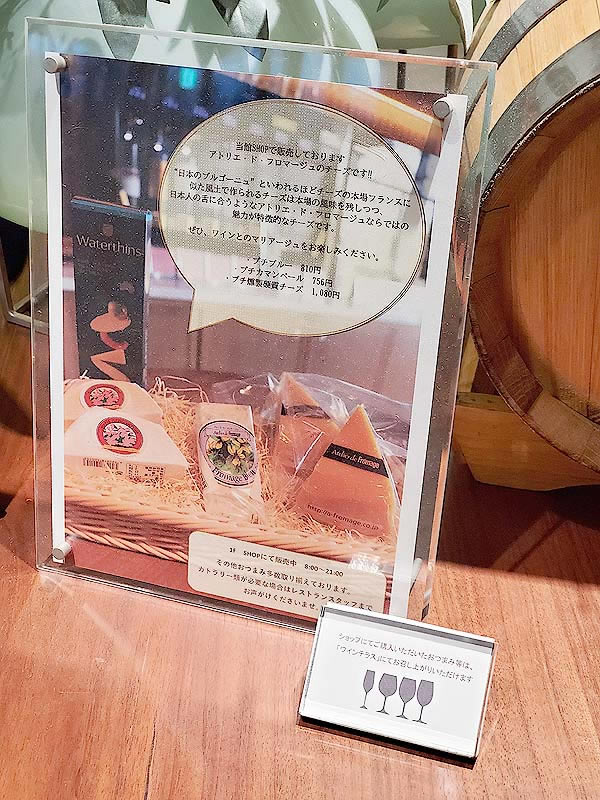 当館SHOPで販売しております
アトリエ・ド・フロマージュのチーズです!!
"日本のブルゴーニュ"といわれるほどチーズの本場フランスに
似た風土で作られるチーズは本場の風味を残しつつ、
日本人の舌に合うようなアトリエ・ド・フロマージュならではの
魅力が特徴的なチーズです。
ぜひ、ワインとのマリアージュをお楽しみください。
・プチブルー 810円
・プチカマンベール 756円
・プチ燻製硬質チーズ 1,080円
Waterthins
Atelier de Fromage
Fromage Bleu
http://a-fromage.co.jp
1F SHOPにて販売中 8:00~21:00
その他おつまみ多数取り揃えております。
カトラリー類が必要な場合はレストランスタッフまで
お声がけくださいませ。
ショップにてご購入いただいたおつまみ等は、
「ワインテラス」にてお召し上がりいただけます